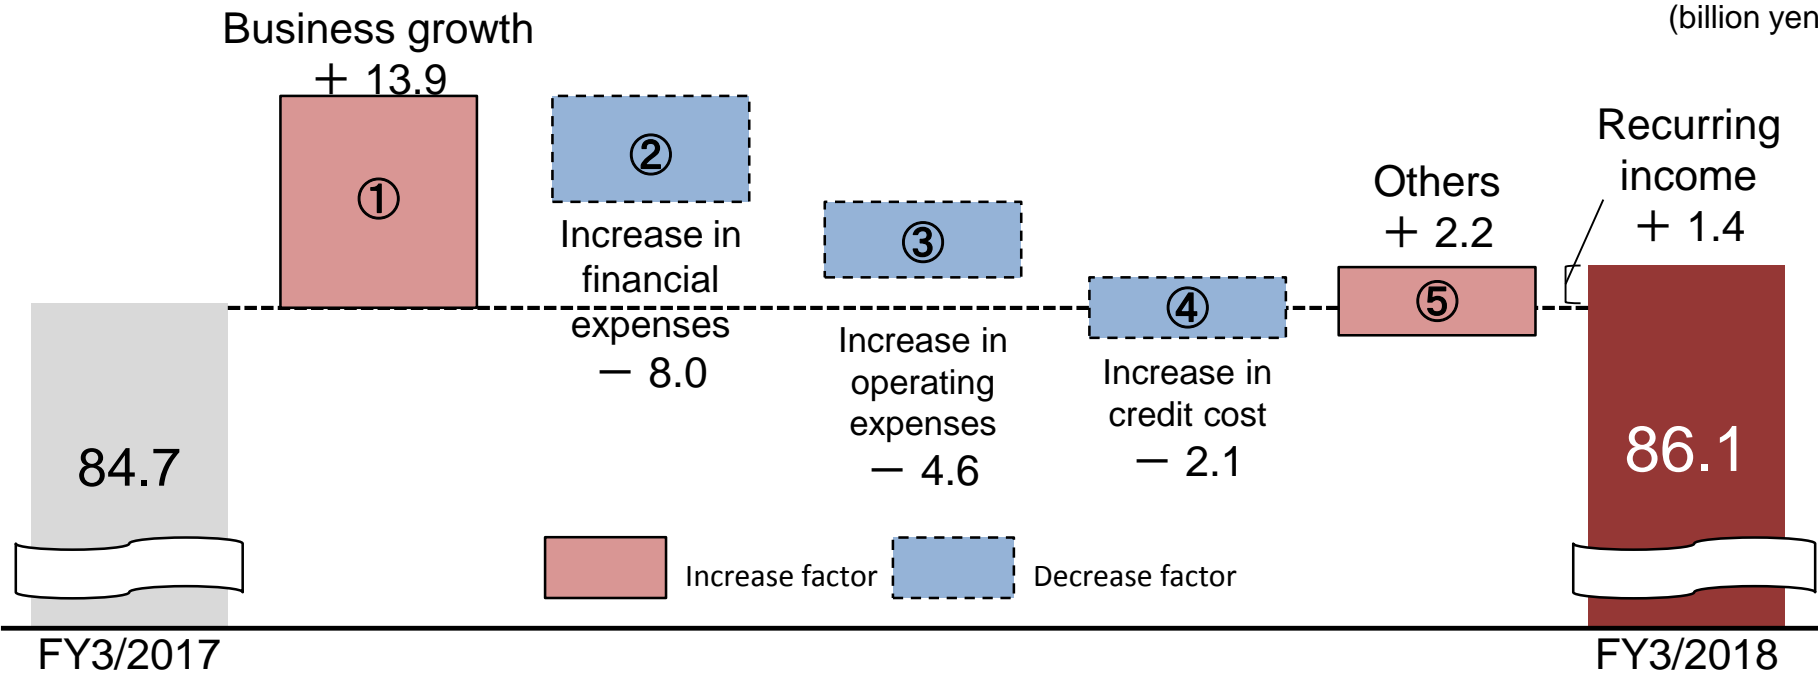 (billion yen
Business growth
＋ 13.9
①
②
Increase in
financial
expenses
－ 8.0
③
Increase in
operating
expenses
－ 4.6
④
Increase in
credit cost
－ 2.1
Others
＋ 2.2
⑤
Recurring
income
＋ 1.4
84.7
86.1
Increase factor
Decrease factor
FY3/2017
FY3/2018